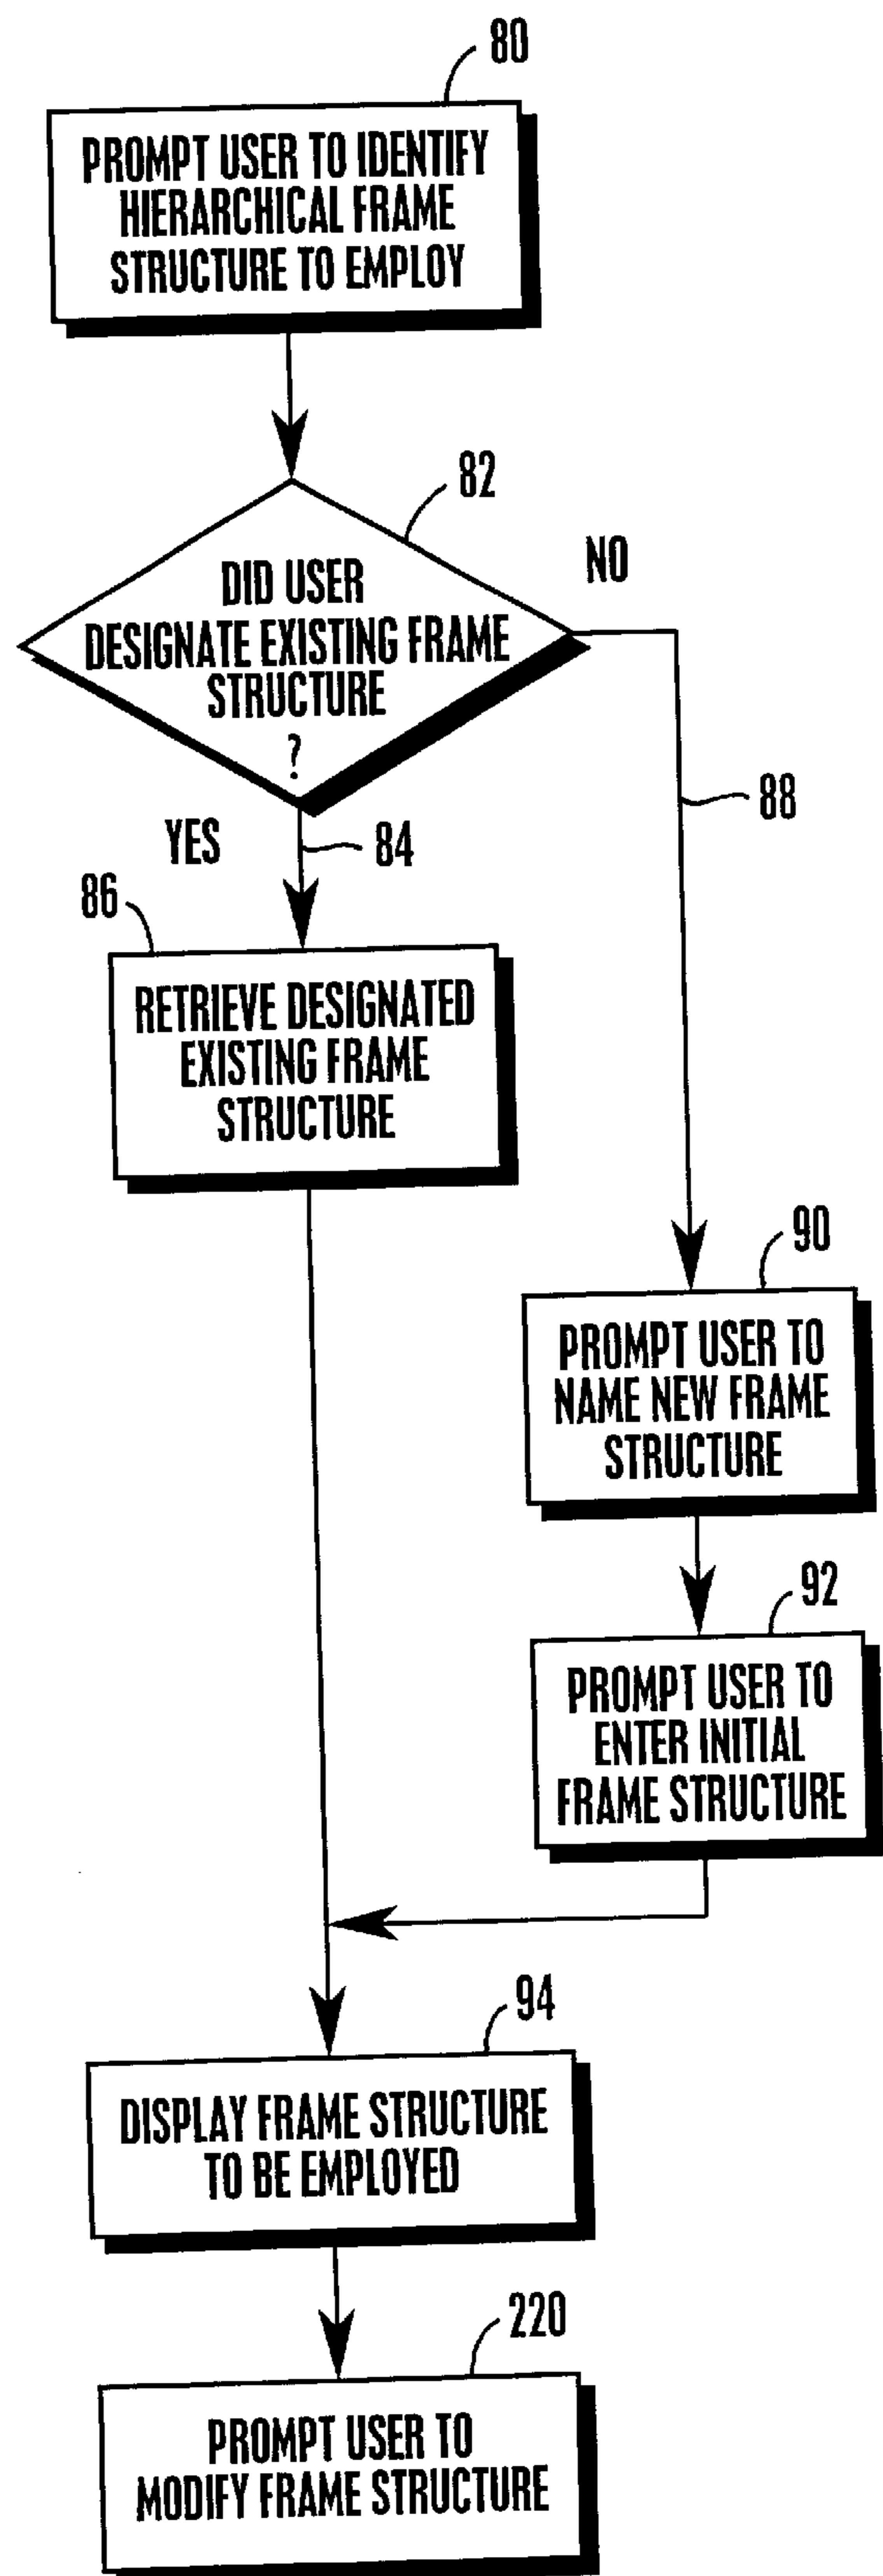 80
PROMPT USER TO IDENTIFY
HIERARCHICAL FRAME
STRUCTURE TO EMPLOY
82
NO
DID USER
DESIGNATE EXISTING FRAME
STRUCTURE
?
88
YES
84
86
RETRIEVE DESIGNATED
EXISTING FRAME
STRUCTURE
90
PROMPT USER TO
NAME NEW FRAME
STRUCTURE
92
PROMPT USER TO
ENTER INITIAL
FRAME STRUCTURE
94
DISPLAY FRAME STRUCTURE
TO BE EMPLOYED
220
PROMPT USER TO
MODIFY FRAME STRUCTURE